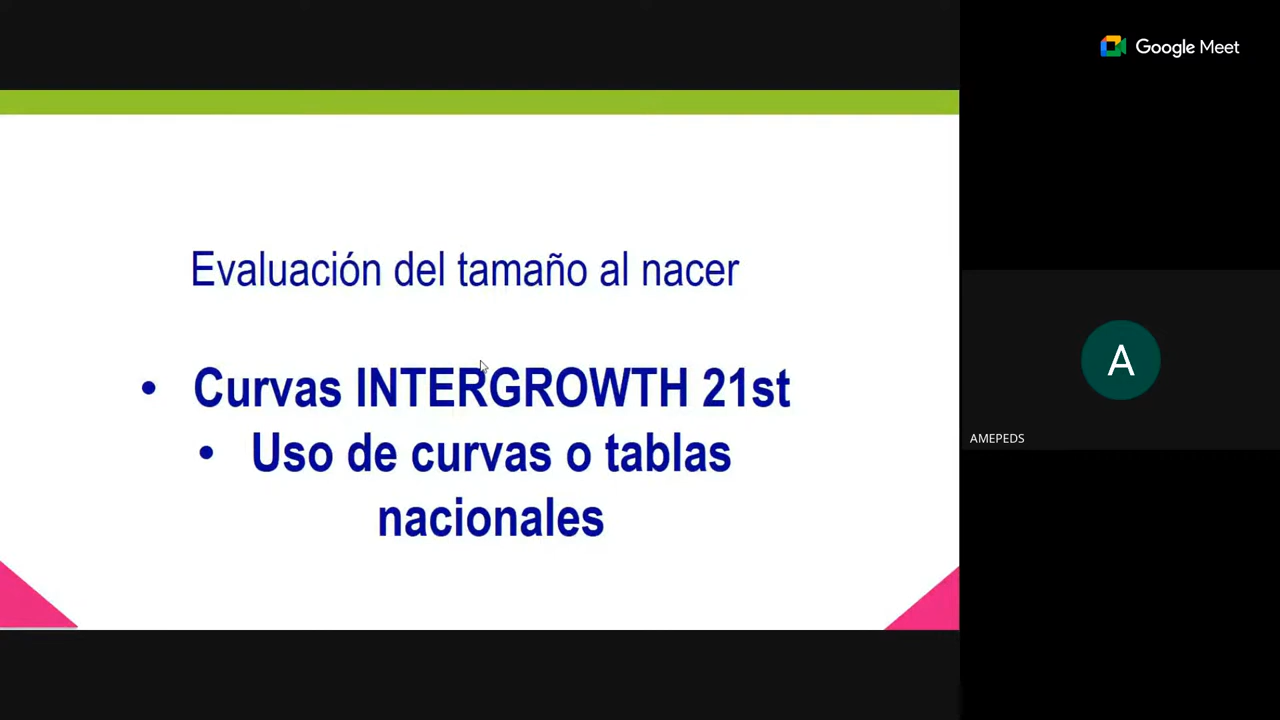 Google Meet
Evaluación del tamaño al nacer
• Curvas INTERGROWTH 21st
• Uso de curvas o tablas
nacionales
A
AMEPEDS